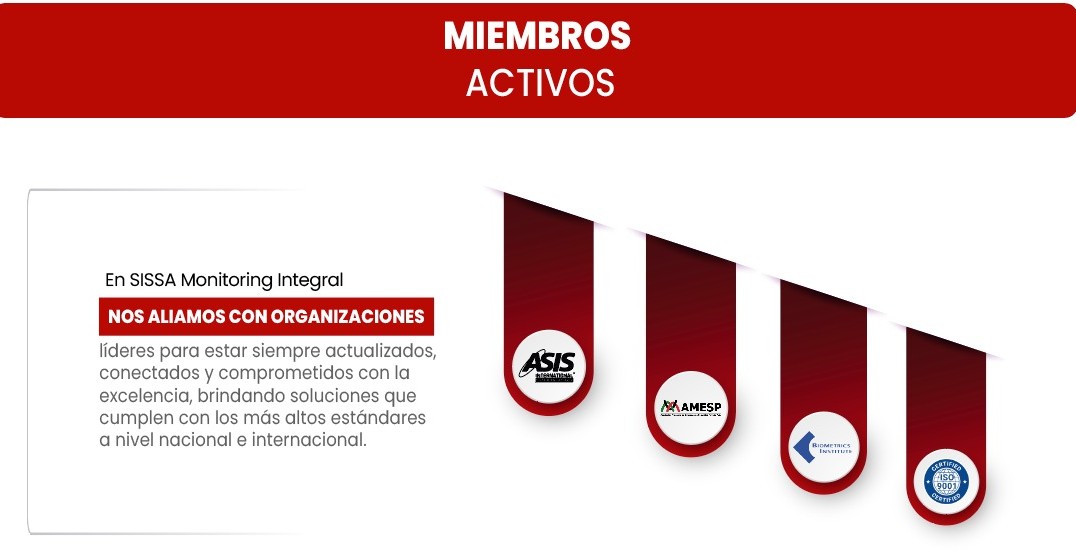 MIEMBROS
ACTIVOS
En SISSA Monitoring Integral
NOS ALIAMOS CON ORGANIZACIONES
líderes para estar siempre actualizados,
conectados y comprometidos con la
excelencia, brindando soluciones que
cumplen con los más altos estándares
a nivel nacional e internacional.
ASIS
INTERNATIONAL
AMESP
BIOMETRICS
INSTITUTE
CERTIFIED
ISO
9001
CERTIFIED